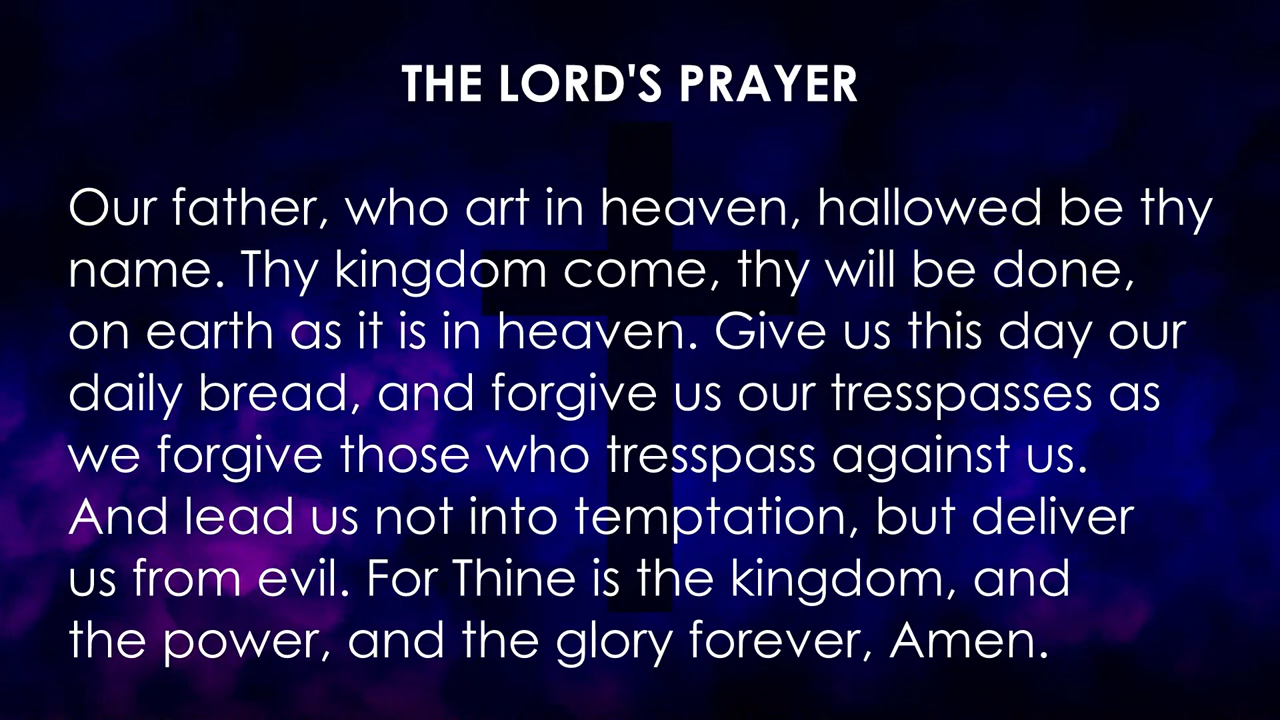 THE LORD'S PRAYER
Our father, who art in heaven, hallowed be thy
name. Thy kingdom come, thy will be done,
on earth as it is in heaven. Give us this day our
daily bread, and forgive us our tresspasses as
we forgive those who tresspass against us.
And lead us not into temptation, but deliver
us from evil. For Thine is the kingdom, and
the power, and the glory forever, Amen.